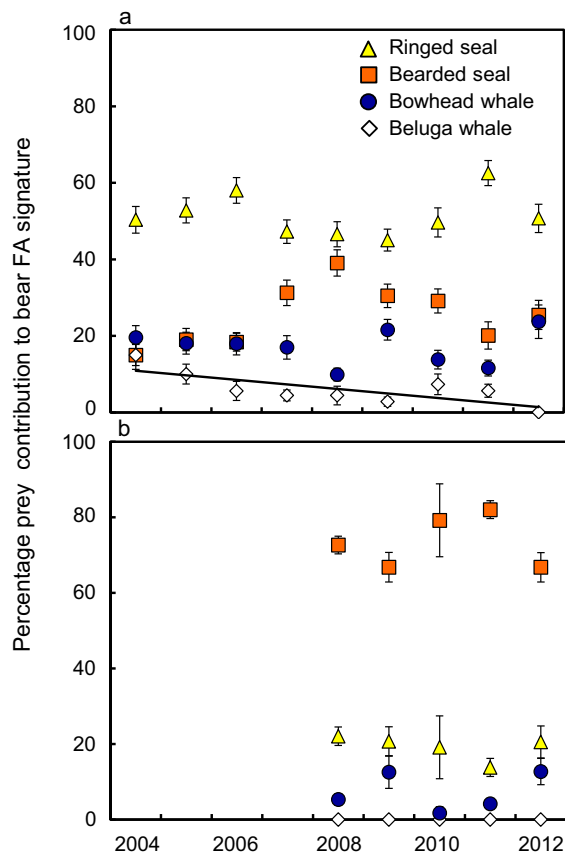 a
100
80
60
40
20
0
Ringed seal
Bearded seal
Bowhead whale
Beluga whale
Percentage prey contribution to bear FA signature
b
100
80
60
40
20
0
2004 2006 2008 2010 2012